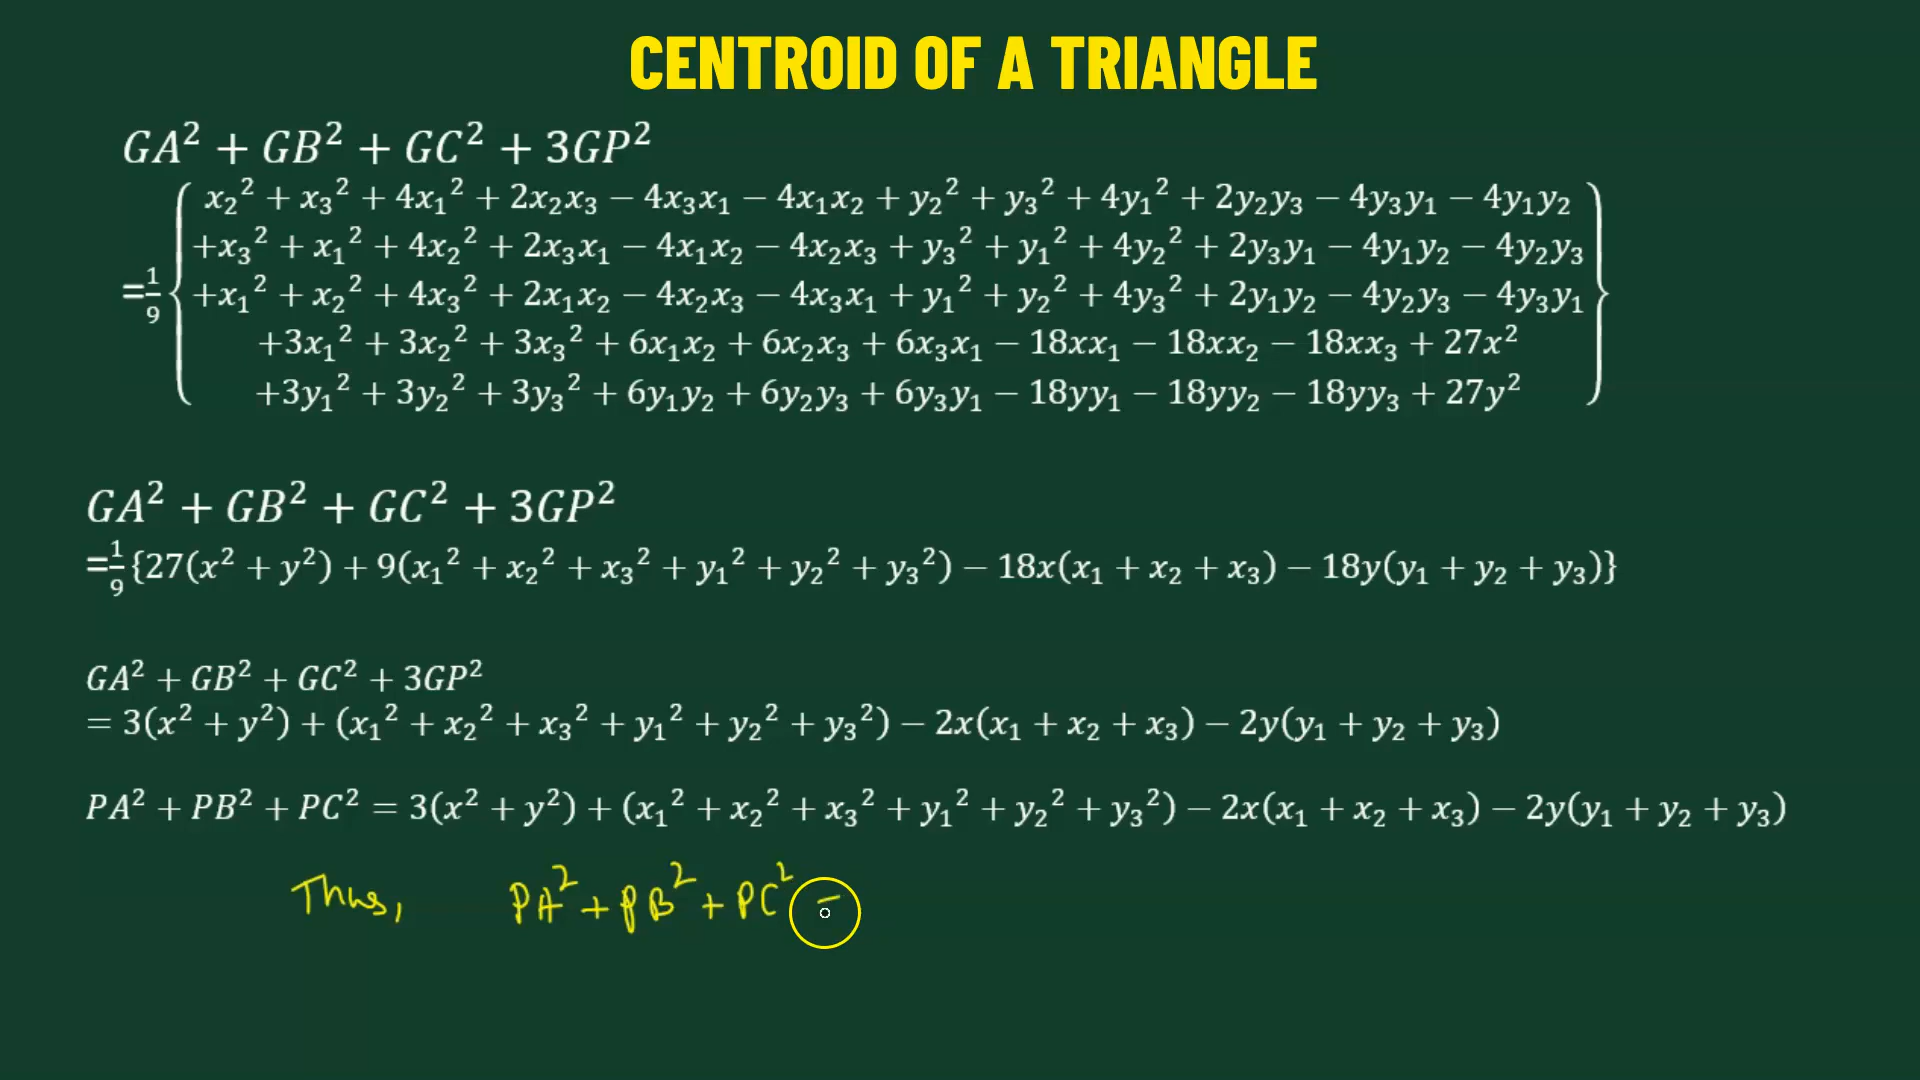 CENTROID OF A TRIANGLE
GA² + GB² + GC² + 3GP²
x₂² + x₃² + 4x₁² + 2x₂x₃ − 4x₃x₁ − 4x₁x₂ + y₂² + y₃² + 4y₁² + 2y₂y₃ − 4y₃y₁ − 4y₁y₂
+x₃² + x₁² + 4x₂² + 2x₃x₁ − 4x₁x₂ − 4x₂x₃ + y₃² + y₁² + 4y₂² + 2y₃y₁ − 4y₁y₂ − 4y₂y₃
=1/9 { +x₁² + x₂² + 4x₃² + 2x₁x₂ − 4x₂x₃ − 4x₃x₁ + y₁² + y₂² + 4y₃² + 2y₁y₂ − 4y₂y₃ − 4y₃y₁ }
+3x₁² + 3x₂² + 3x₃² + 6x₁x₂ + 6x₂x₃ + 6x₃x₁ − 18xx₁ − 18xx₂ − 18xx₃ + 27x²
+3y₁² + 3y₂² + 3y₃² + 6y₁y₂ + 6y₂y₃ + 6y₃y₁ − 18yy₁ − 18yy₂ − 18yy₃ + 27y²
GA² + GB² + GC² + 3GP²
=1/9{27(x² + y²) + 9(x₁² + x₂² + x₃² + y₁² + y₂² + y₃²) − 18x(x₁ + x₂ + x₃) − 18y(y₁ + y₂ + y₃)}
GA² + GB² + GC² + 3GP²
= 3(x² + y²) + (x₁² + x₂² + x₃² + y₁² + y₂² + y₃²) − 2x(x₁ + x₂ + x₃) − 2y(y₁ + y₂ + y₃)
PA² + PB² + PC² = 3(x² + y²) + (x₁² + x₂² + x₃² + y₁² + y₂² + y₃²) − 2x(x₁ + x₂ + x₃) − 2y(y₁ + y₂ + y₃)
Thus, PA² + PB² + PC² −